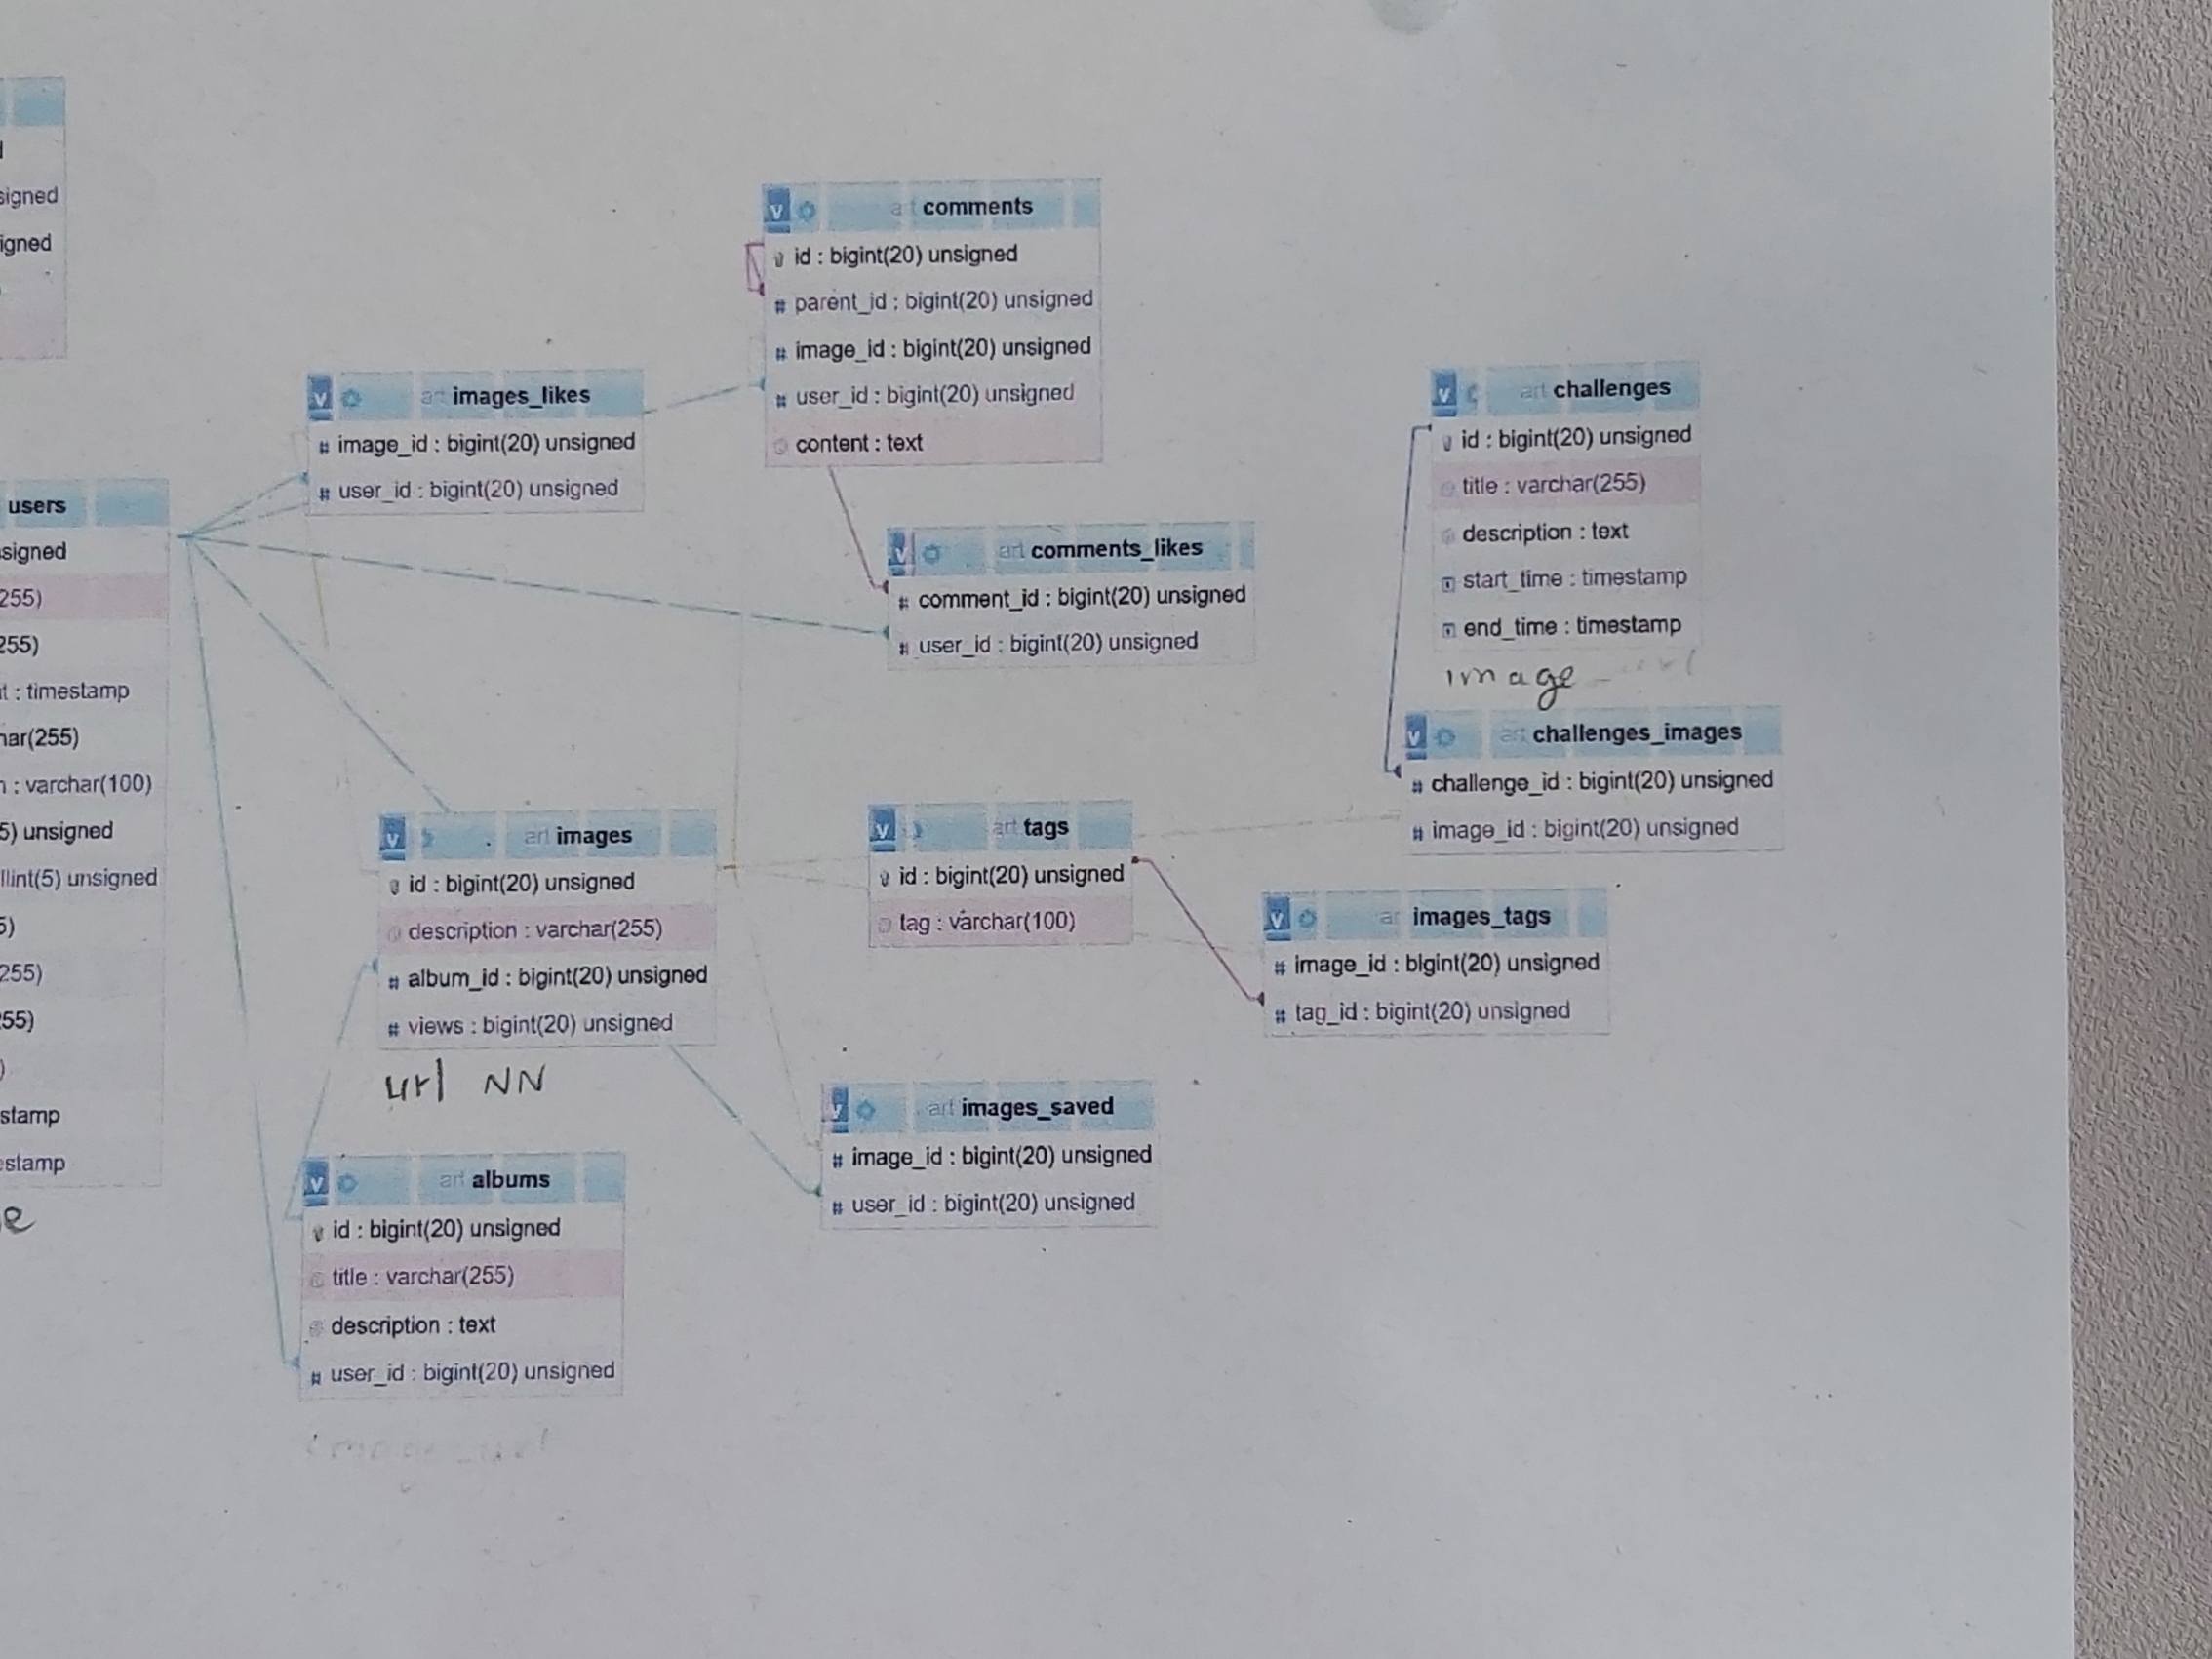 signed
igned
users
signed
255)
255)
t : timestamp
har(255)
: varchar(100)
5) unsigned
llint(5) unsigned
5)
255)
255)
)
stamp
estamp
e
art images_likes
# image_id : bigint(20) unsigned
# user_id : bigint(20) unsigned
art comments
id : bigint(20) unsigned
# parent_id : bigint(20) unsigned
# image_id : bigint(20) unsigned
# user_id : bigint(20) unsigned
content : text
art comments_likes
# comment_id : bigint(20) unsigned
# user_id : bigint(20) unsigned
art challenges
id : bigint(20) unsigned
title : varchar(255)
description : text
start_time : timestamp
end_time : timestamp
image_url
art challenges_images
# challenge_id : bigint(20) unsigned
# image_id : bigint(20) unsigned
art images
id : bigint(20) unsigned
description : varchar(255)
# album_id : bigint(20) unsigned
# views : bigint(20) unsigned
url NN
art tags
id : bigint(20) unsigned
tag : varchar(100)
art images_tags
# image_id : bigint(20) unsigned
# tag_id : bigint(20) unsigned
art images_saved
# image_id : bigint(20) unsigned
# user_id : bigint(20) unsigned
art albums
id : bigint(20) unsigned
title : varchar(255)
description : text
# user_id : bigint(20) unsigned
image_url